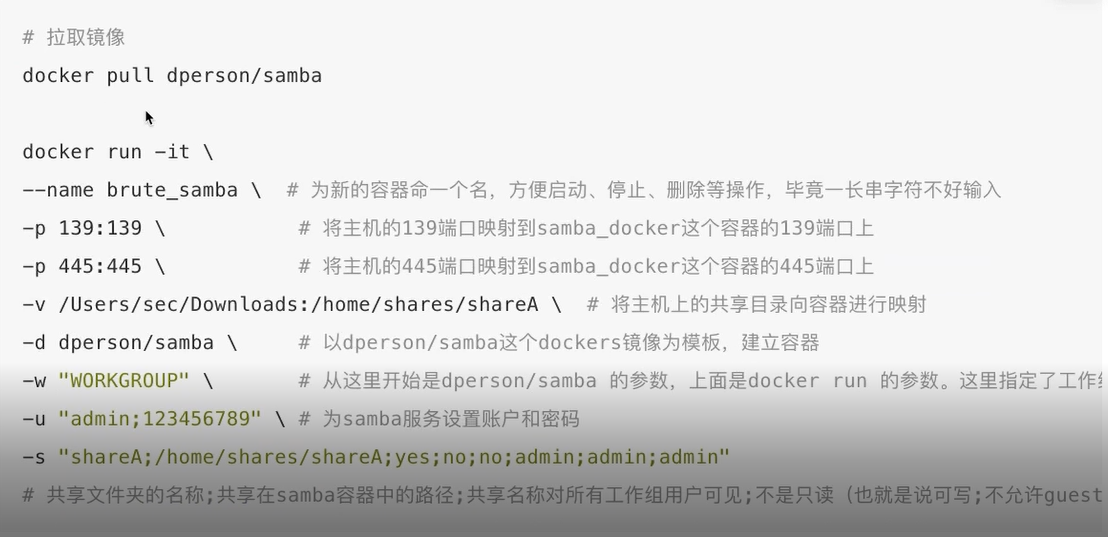 # 拉取镜像
docker pull dperson/samba
docker run -it \
--name brute_samba \  # 为新的容器命一个名，方便启动、停止、删除等操作，毕竟一长串字符不好输入
-p 139:139 \           # 将主机的139端口映射到samba_docker这个容器的139端口上
-p 445:445 \           # 将主机的445端口映射到samba_docker这个容器的445端口上
-v /Users/sec/Downloads:/home/shares/shareA \  # 将主机上的共享目录向容器进行映射
-d dperson/samba \     # 以dperson/samba这个dockers镜像为模板，建立容器
-w "WORKGROUP" \       # 从这里开始是dperson/samba 的参数，上面是docker run 的参数。这里指定了工作
-u "admin;123456789" \ # 为samba服务设置账户和密码
-s "shareA;/home/shares/shareA;yes;no;no;admin;admin;admin"
# 共享文件夹的名称;共享在samba容器中的路径;共享名称对所有工作组用户可见;不是只读（也就是说可写;不允许guest